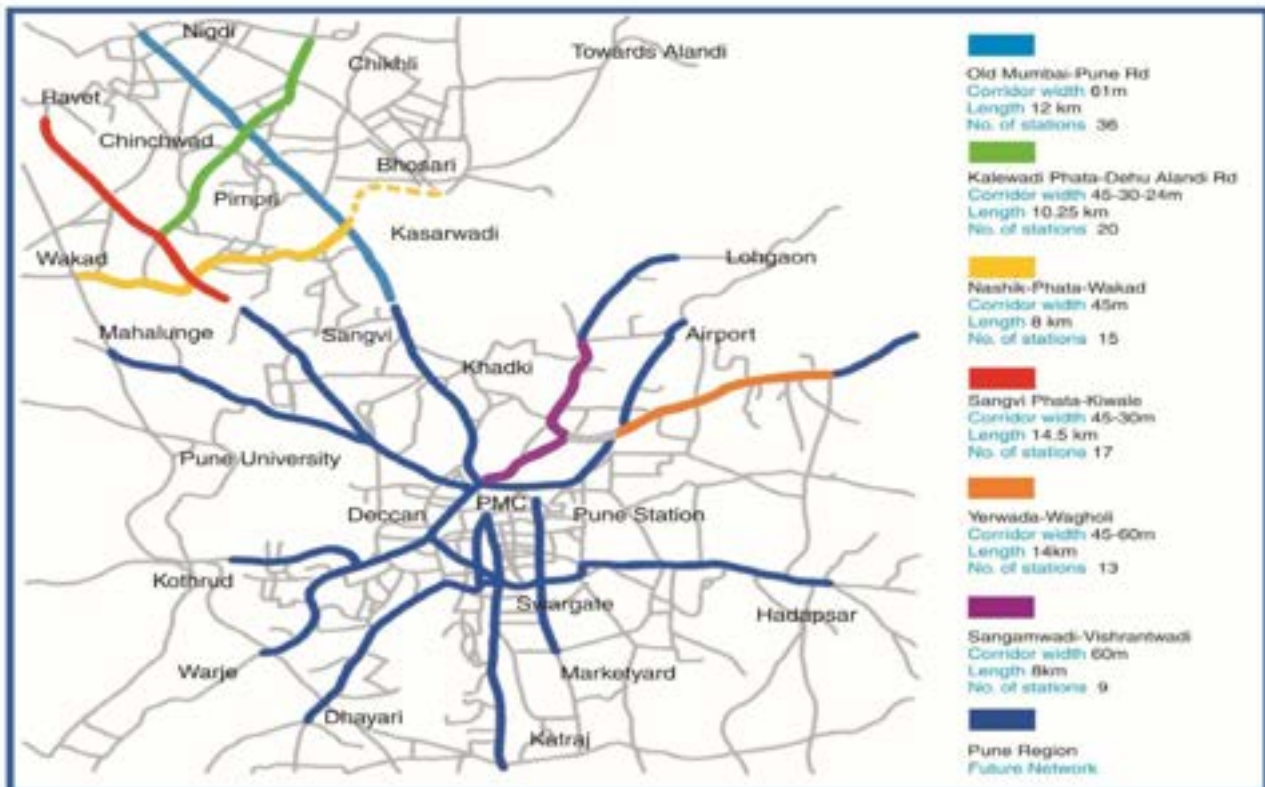 Nigdi
Chikhli
Towards Alandi
Ravet
Chinchwad
Bhosari
Pimpri
Kasarwadi
Wakad
Lohgaon
Mahalunge
Sangvi
Airport
Khadki
Pune University
Deccan
PMC
Pune Station
Kothrud
Swargate
Hadapsar
Warje
Marketyard
Dhayari
Katraj
Old Mumbai-Pune Rd
Corridor width 61m
Length 12 km
No. of stations 36
Kalewadi Phata-Dehu Alandi Rd
Corridor width 45-30-24m
Length 10.25 km
No. of stations 20
Nashik-Phata-Wakad
Corridor width 45m
Length 8 km
No. of stations 15
Sangvi Phata-Kiwale
Corridor width 45-30m
Length 14.5 km
No. of stations 17
Yerwada-Wagholi
Corridor width 45-60m
Length 14km
No. of stations 13
Sangamwadi-Vishrantwadi
Corridor width 60m
Length 8km
No. of stations 9
Pune Region
Future Network